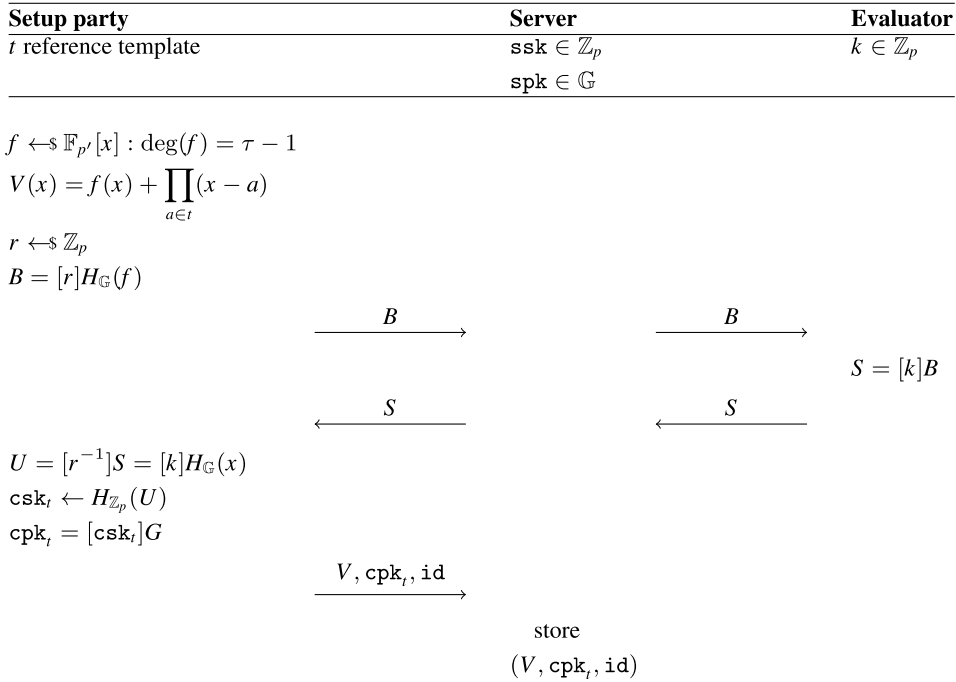 Setup party Server Evaluator
t reference template ssk ∈ ℤ_p k ∈ ℤ_p
spk ∈ 𝔾
f ←$ 𝔽_{p′}[x] : deg(f) = τ − 1
V(x) = f(x) + ∏_{a∈t}(x − a)
r ←$ ℤ_p
B = [r]H_𝔾(f)
B B
S = [k]B
S S
U = [r^{−1}]S = [k]H_𝔾(x)
csk_t ← H_{ℤ_p}(U)
cpk_t = [csk_t]G
V, cpk_t, id
store
(V, cpk_t, id)